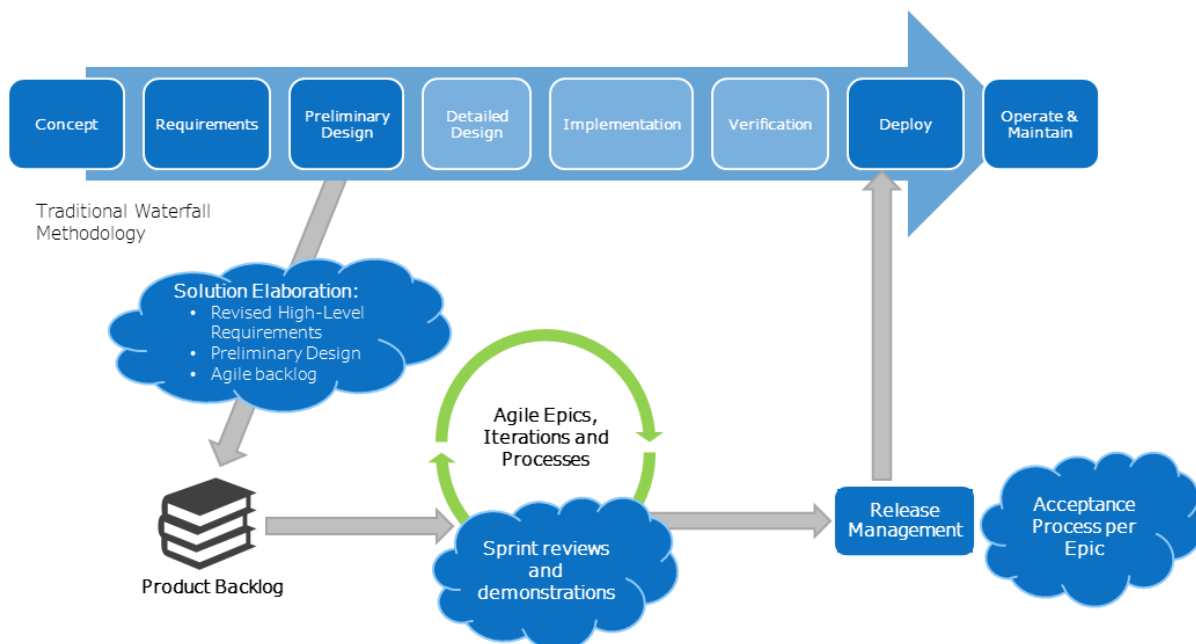 Concept
Requirements
Preliminary
Design
Detailed
Design
Implementation
Verification
Deploy
Operate &
Maintain
Traditional Waterfall
Methodology
Solution Elaboration:
• Revised High-Level
Requirements
• Preliminary Design
• Agile backlog
Agile Epics,
Iterations and
Processes
Product Backlog
Sprint reviews
and
demonstrations
Release
Management
Acceptance
Process per
Epic